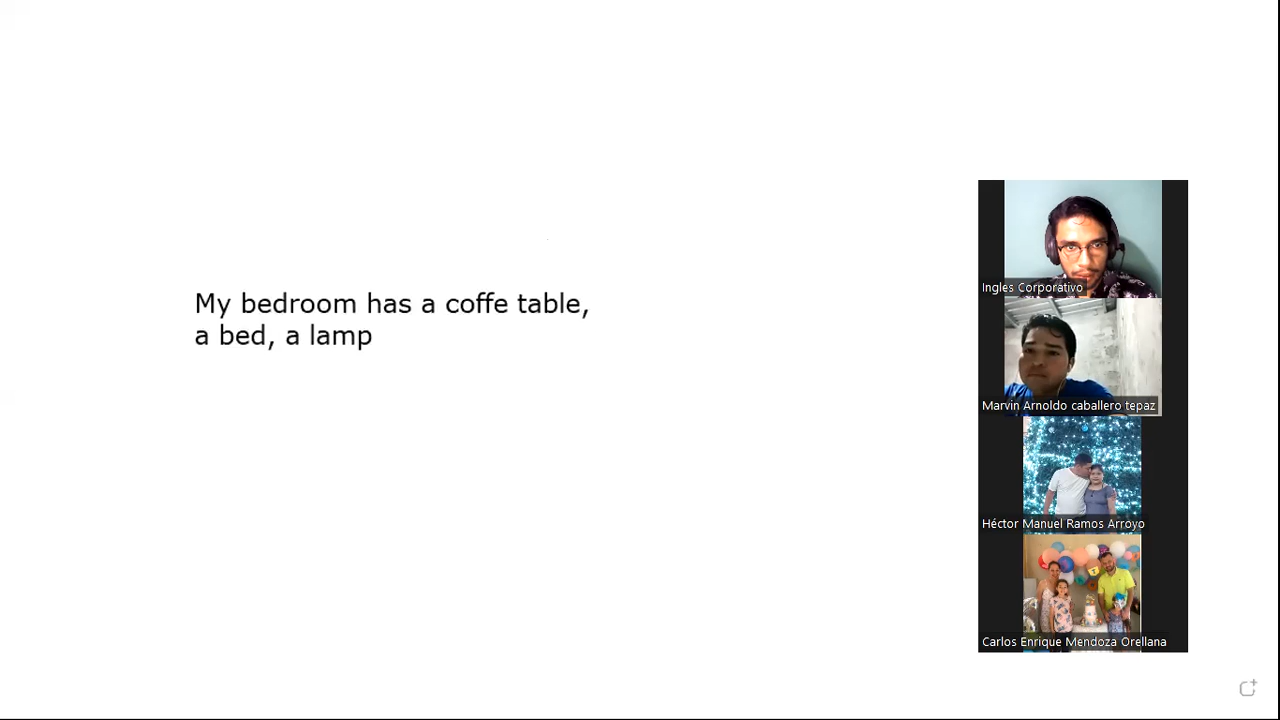 My bedroom has a coffe table,
a bed, a lamp
Ingles Corporativo
Marvin Arnoldo caballero tepaz
Héctor Manuel Ramos Arroyo
Carlos Enrique Mendoza Orellana